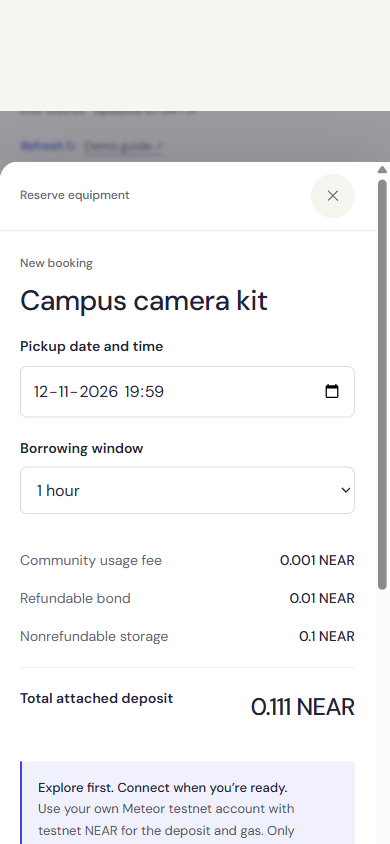 Refresh ↻ Demo guide ↗
Reserve equipment
New booking
Campus camera kit
Pickup date and time
12-11-2026 19:59
Borrowing window
1 hour
Community usage fee 0.001 NEAR
Refundable bond 0.01 NEAR
Nonrefundable storage 0.1 NEAR
Total attached deposit 0.111 NEAR
Explore first. Connect when you’re ready.
Use your own Meteor testnet account with
testnet NEAR for the deposit and gas. Only